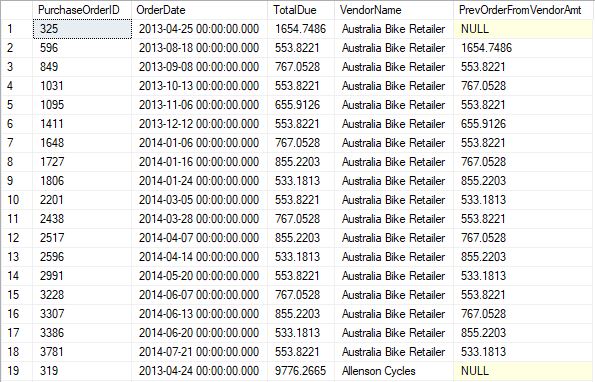 PurchaseOrderID OrderDate TotalDue VendorName PrevOrderFromVendorAmt
1 325 2013-04-25 00:00:00.000 1654.7486 Australia Bike Retailer NULL
2 596 2013-08-18 00:00:00.000 553.8221 Australia Bike Retailer 1654.7486
3 849 2013-09-08 00:00:00.000 767.0528 Australia Bike Retailer 553.8221
4 1031 2013-10-13 00:00:00.000 553.8221 Australia Bike Retailer 767.0528
5 1095 2013-11-06 00:00:00.000 655.9126 Australia Bike Retailer 553.8221
6 1411 2013-12-12 00:00:00.000 553.8221 Australia Bike Retailer 655.9126
7 1648 2014-01-06 00:00:00.000 767.0528 Australia Bike Retailer 553.8221
8 1727 2014-01-16 00:00:00.000 855.2203 Australia Bike Retailer 767.0528
9 1806 2014-01-24 00:00:00.000 533.1813 Australia Bike Retailer 855.2203
10 2201 2014-03-05 00:00:00.000 553.8221 Australia Bike Retailer 533.1813
11 2438 2014-03-28 00:00:00.000 767.0528 Australia Bike Retailer 553.8221
12 2517 2014-04-07 00:00:00.000 855.2203 Australia Bike Retailer 767.0528
13 2596 2014-04-14 00:00:00.000 533.1813 Australia Bike Retailer 855.2203
14 2991 2014-05-20 00:00:00.000 553.8221 Australia Bike Retailer 533.1813
15 3228 2014-06-07 00:00:00.000 767.0528 Australia Bike Retailer 553.8221
16 3307 2014-06-13 00:00:00.000 855.2203 Australia Bike Retailer 767.0528
17 3386 2014-06-20 00:00:00.000 533.1813 Australia Bike Retailer 855.2203
18 3781 2014-07-21 00:00:00.000 553.8221 Australia Bike Retailer 533.1813
19 319 2013-04-24 00:00:00.000 9776.2665 Allenson Cycles NULL